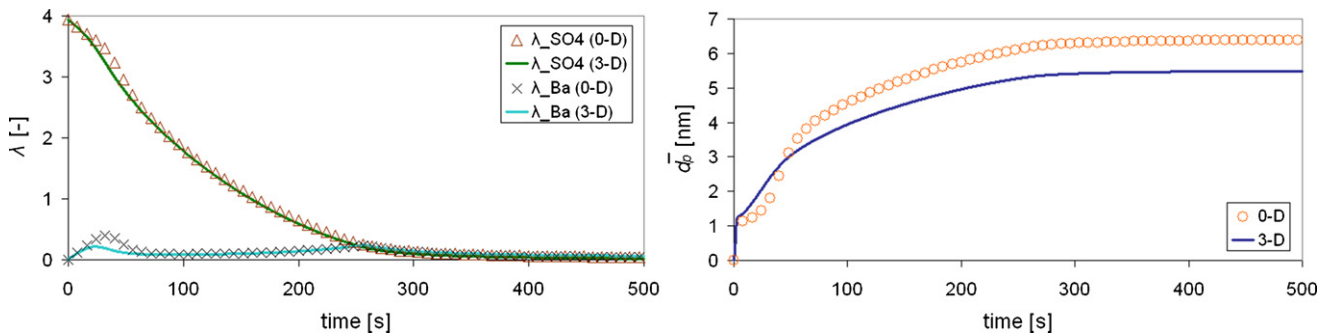 4
3
2
1
0
λ [-]
0
100
200
300
400
500
time [s]
λ_SO4 (0-D)
λ_SO4 (3-D)
λ_Ba (0-D)
λ_Ba (3-D)
7
6
5
4
3
2
1
0
d̄p [nm]
0
100
200
300
400
500
time [s]
0-D
3-D